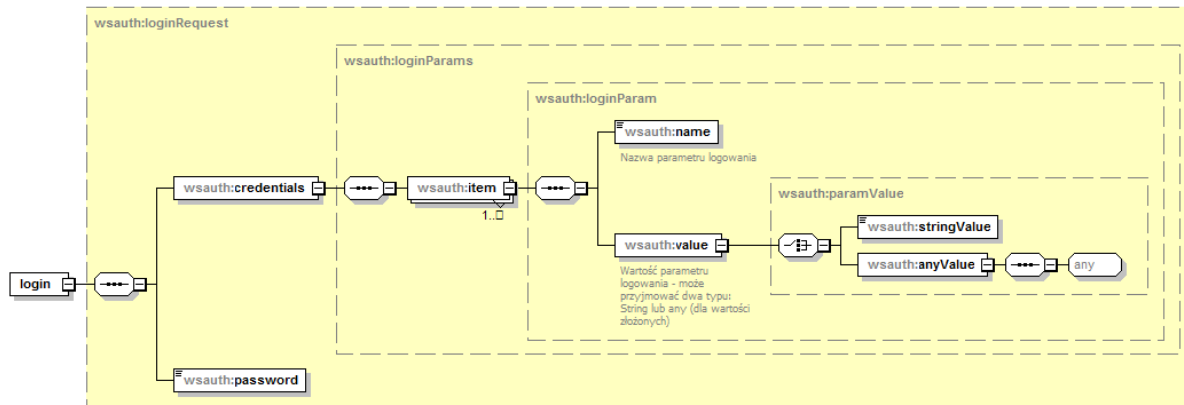 wsauth:loginRequest
wsauth:loginParams
wsauth:loginParam
wsauth:name
Nazwa parametru logowania
wsauth:credentials
wsauth:item
1..□
wsauth:paramValue
wsauth:stringValue
wsauth:value
wsauth:anyValue
any
Wartość parametru
logowania - może
przyjmować dwa typu:
String lub any (dla wartości
złożonych)
login
wsauth:password